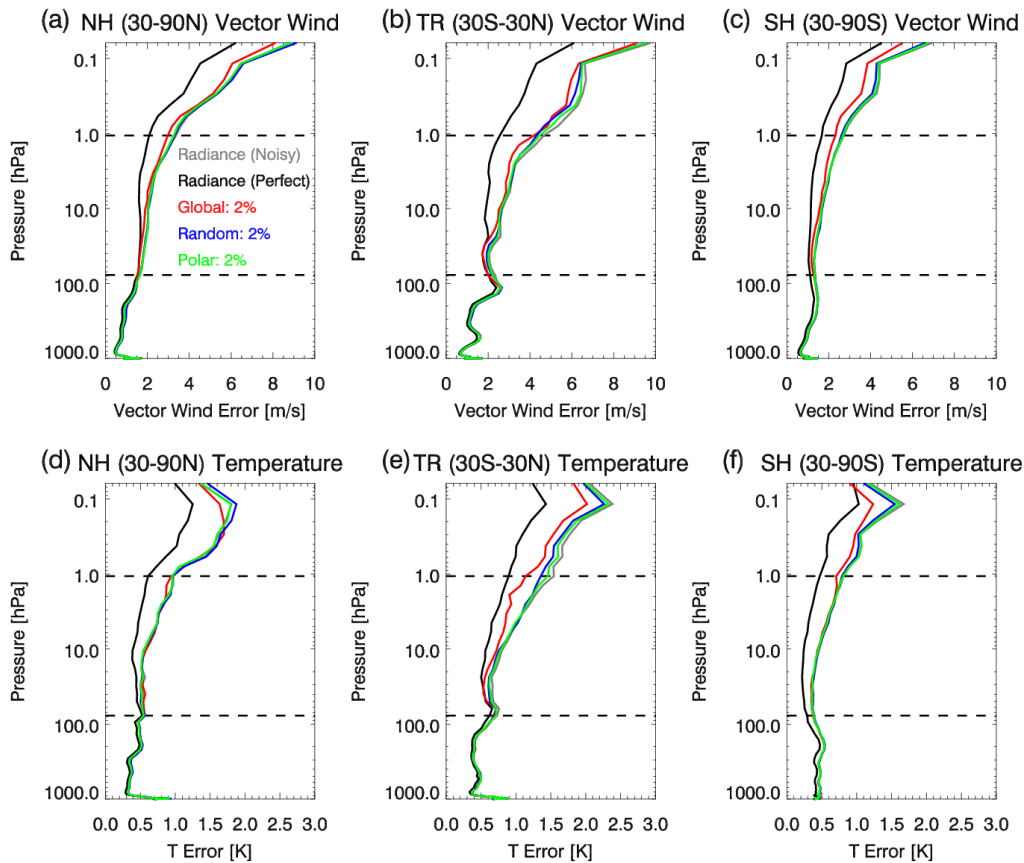 (a) NH (30-90N) Vector Wind
(b) TR (30S-30N) Vector Wind
(c) SH (30-90S) Vector Wind
Pressure [hPa]
0.1
1.0
10.0
100.0
1000.0
Radiance (Noisy)
Radiance (Perfect)
Global: 2%
Random: 2%
Polar: 2%
0 2 4 6 8 10
Vector Wind Error [m/s]
Pressure [hPa]
0.1
1.0
10.0
100.0
1000.0
0 2 4 6 8 10
Vector Wind Error [m/s]
Pressure [hPa]
0.1
1.0
10.0
100.0
1000.0
0 2 4 6 8 10
Vector Wind Error [m/s]
(d) NH (30-90N) Temperature
(e) TR (30S-30N) Temperature
(f) SH (30-90S) Temperature
Pressure [hPa]
0.1
1.0
10.0
100.0
1000.0
0.0 0.5 1.0 1.5 2.0 2.5 3.0
T Error [K]
Pressure [hPa]
0.1
1.0
10.0
100.0
1000.0
0.0 0.5 1.0 1.5 2.0 2.5 3.0
T Error [K]
Pressure [hPa]
0.1
1.0
10.0
100.0
1000.0
0.0 0.5 1.0 1.5 2.0 2.5 3.0
T Error [K]